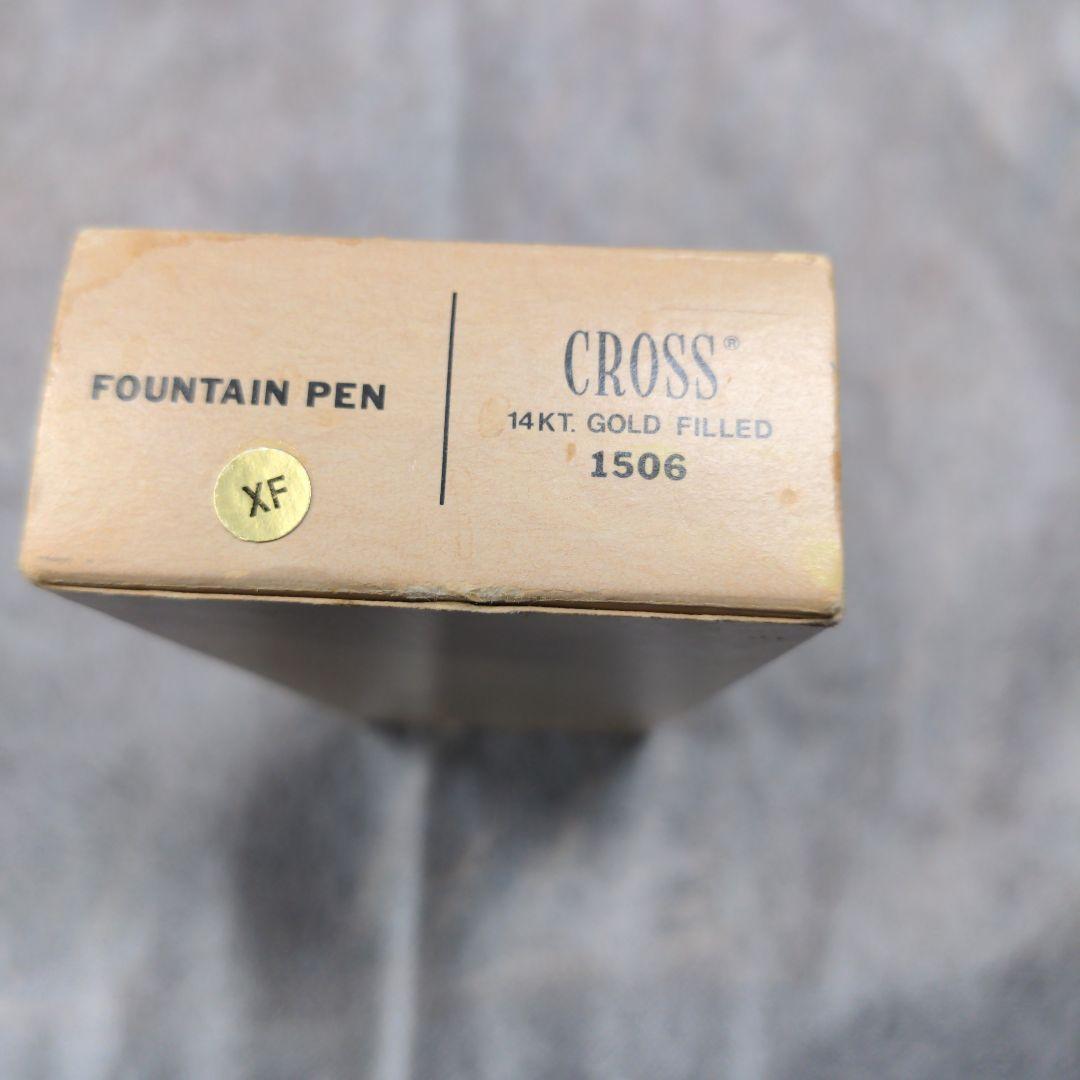 FOUNTAIN PEN
XF
CROSS®
14KT. GOLD FILLED
1506